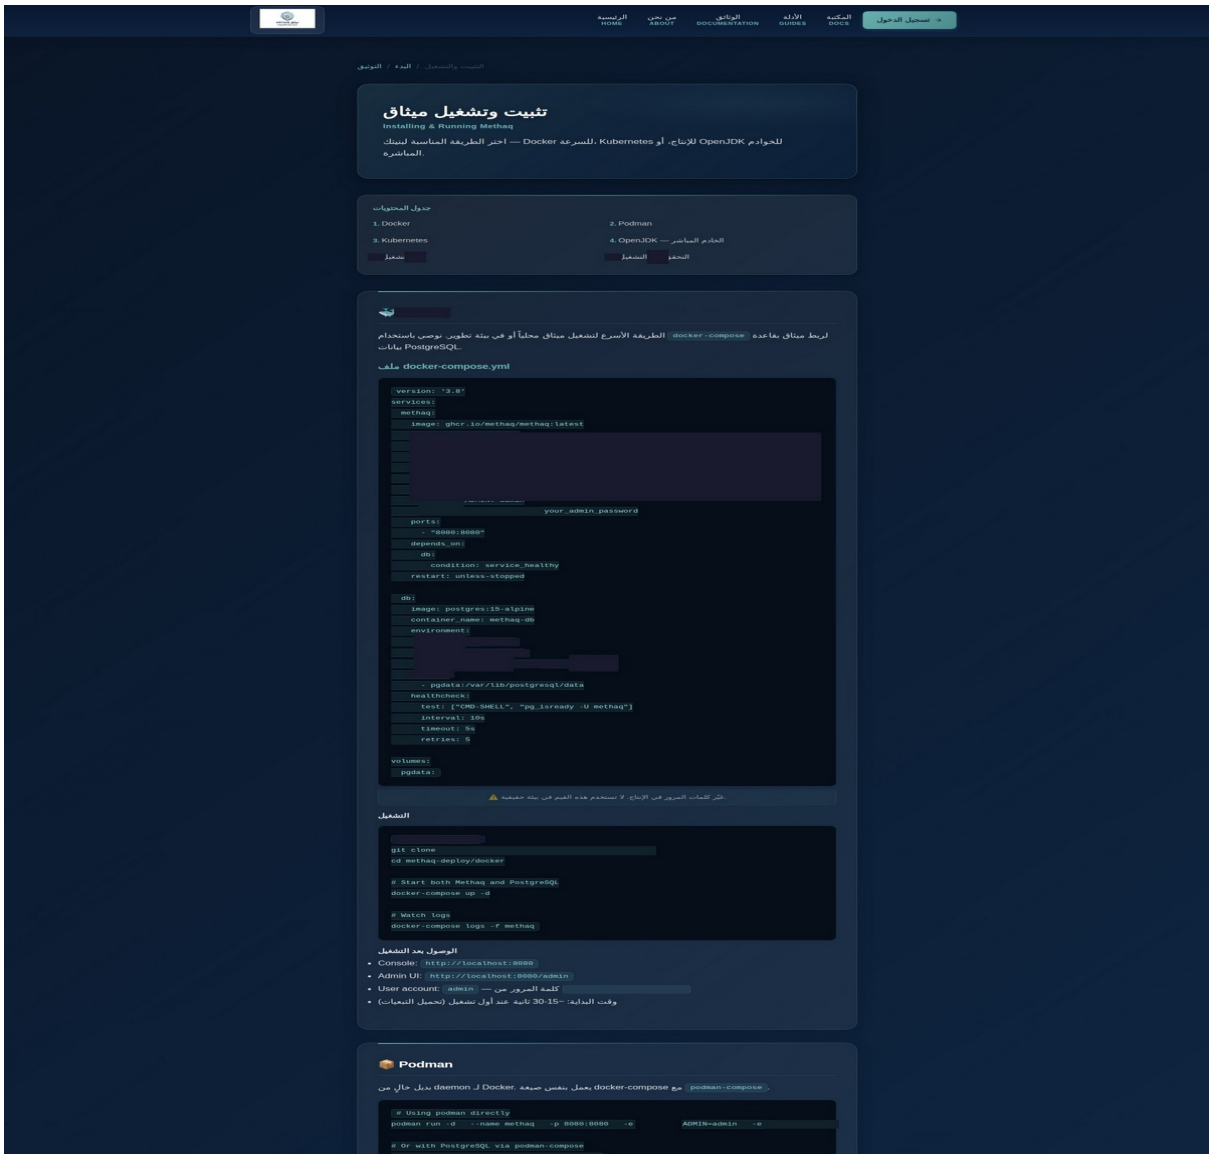 الرئيسية
HOME
من نحن
ABOUT
الوثائق
DOCUMENTATION
الأدلة
GUIDES
المكتبة
DOCS
تسجيل الدخول →
التوثيق / البدء / التثبيت والتشغيل
تثبيت وتشغيل ميثاق
Installing & Running Methaq
اختر الطريقة المناسبة لبنيتك — Docker للسرعة، Kubernetes للإنتاج، أو OpenJDK للخوادم
المباشرة.
جدول المحتويات
1. Docker
2. Podman
3. Kubernetes
4. OpenJDK — الخادم المباشر
تشغيل
التشغيل
الطريقة الأسرع لتشغيل ميثاق محلياً أو في بيئة تطوير. نوصي باستخدام docker-compose لربط ميثاق بقاعدة
بيانات PostgreSQL.
ملف docker-compose.yml
version: '3.8'
services:
methaq:
image: ghcr.io/methaq/methaq:latest
your_admin_password
ports:
- "8080:8080"
depends_on:
db:
condition: service_healthy
restart: unless-stopped
db:
image: postgres:15-alpine
container_name: methaq-db
environment:
- pgdata:/var/lib/postgresql/data
healthcheck:
test: ["CMD-SHELL", "pg_isready -U methaq"]
interval: 10s
timeout: 5s
retries: 5
volumes:
pgdata:
⚠️ غيّر كلمات المرور في الإنتاج. لا تستخدم هذه القيم في بيئة حقيقية.
التشغيل
git clone
cd methaq-deploy/docker
# Start both Methaq and PostgreSQL
docker-compose up -d
# Watch logs
docker-compose logs -f methaq
الوصول بعد التشغيل
Console: http://localhost:8080
Admin UI: http://localhost:8080/admin
User account: admin — كلمة المرور من
وقت البداية: ~15-30 ثانية عند أول تشغيل (تحميل التبعيات)
📦 Podman
بديل خالٍ من daemon لـ Docker. يعمل بنفس صيغة docker-compose مع podman-compose.
# Using podman directly
podman run -d --name methaq -p 8080:8080 -e ADMIN=admin -e
# Or with PostgreSQL via podman-compose